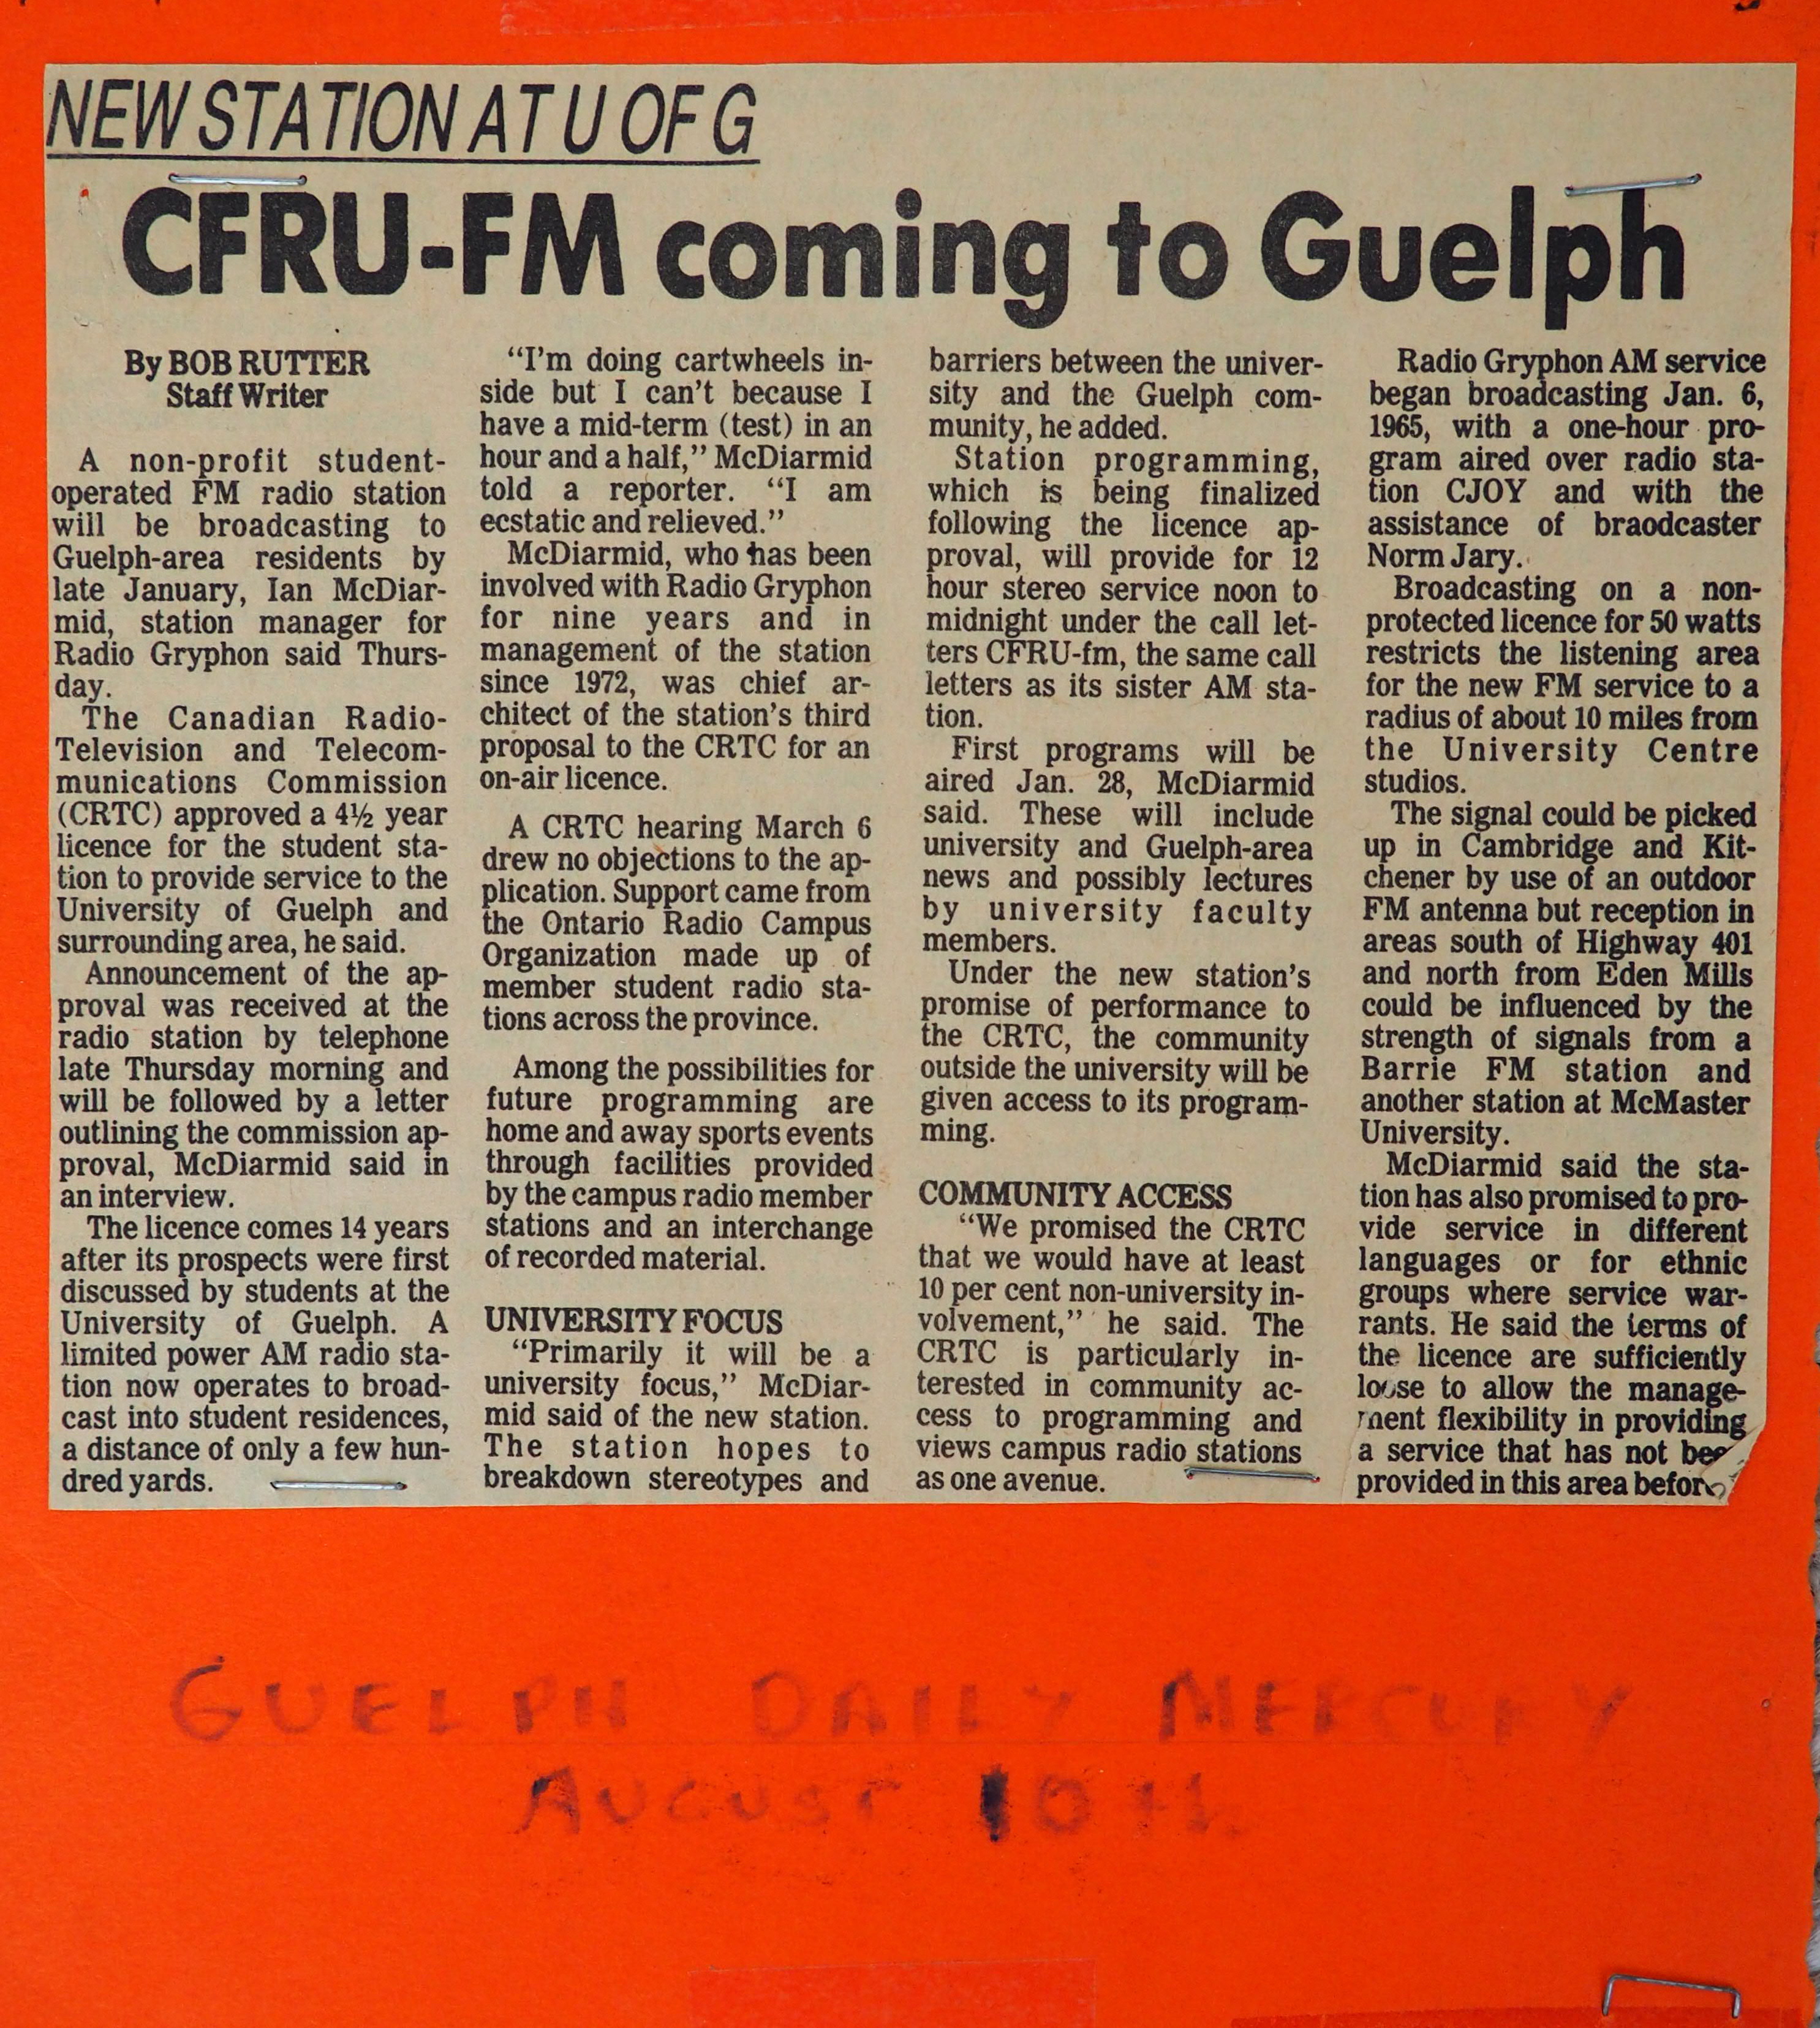 NEW STATION AT U OF G
CFRU-FM coming to Guelph
By BOB RUTTER
Staff Writer
A non-profit student-
operated FM radio station
will be broadcasting to
Guelph-area residents by
late January, Ian McDiar-
mid, station manager for
Radio Gryphon said Thurs-
day.
The Canadian Radio-
Television and Telecom-
munications Commission
(CRTC) approved a 4½ year
licence for the student sta-
tion to provide service to the
University of Guelph and
surrounding area, he said.
Announcement of the ap-
proval was received at the
radio station by telephone
late Thursday morning and
will be followed by a letter
outlining the commission ap-
proval, McDiarmid said in
an interview.
The licence comes 14 years
after its prospects were first
discussed by students at the
University of Guelph. A
limited power AM radio sta-
tion now operates to broad-
cast into student residences,
a distance of only a few hun-
dred yards.
“I'm doing cartwheels in-
side but I can't because I
have a mid-term (test) in an
hour and a half,” McDiarmid
told a reporter. “I am
ecstatic and relieved.”
McDiarmid, who has been
involved with Radio Gryphon
for nine years and in
management of the station
since 1972, was chief ar-
chitect of the station's third
proposal to the CRTC for an
on-air licence.
A CRTC hearing March 6
drew no objections to the ap-
plication. Support came from
the Ontario Radio Campus
Organization made up of
member student radio sta-
tions across the province.
Among the possibilities for
future programming are
home and away sports events
through facilities provided
by the campus radio member
stations and an interchange
of recorded material.
UNIVERSITY FOCUS
“Primarily it will be a
university focus,” McDiar-
mid said of the new station.
The station hopes to
breakdown stereotypes and
barriers between the univer-
sity and the Guelph com-
munity, he added.
Station programming,
which is being finalized
following the licence ap-
proval, will provide for 12
hour stereo service noon to
midnight under the call let-
ters CFRU-fm, the same call
letters as its sister AM sta-
tion.
First programs will be
aired Jan. 28, McDiarmid
said. These will include
university and Guelph-area
news and possibly lectures
by university faculty
members.
Under the new station's
promise of performance to
the CRTC, the community
outside the university will be
given access to its program-
ming.
COMMUNITY ACCESS
“We promised the CRTC
that we would have at least
10 per cent non-university in-
volvement,” he said. The
CRTC is particularly in-
terested in community ac-
cess to programming and
views campus radio stations
as one avenue.
Radio Gryphon AM service
began broadcasting Jan. 6,
1965, with a one-hour pro-
gram aired over radio sta-
tion CJOY and with the
assistance of braodcaster
Norm Jary.
Broadcasting on a non-
protected licence for 50 watts
restricts the listening area
for the new FM service to a
radius of about 10 miles from
the University Centre
studios.
The signal could be picked
up in Cambridge and Kit-
chener by use of an outdoor
FM antenna but reception in
areas south of Highway 401
and north from Eden Mills
could be influenced by the
strength of signals from a
Barrie FM station and
another station at McMaster
University.
McDiarmid said the sta-
tion has also promised to pro-
vide service in different
languages or for ethnic
groups where service war-
rants. He said the terms of
the licence are sufficiently
loose to allow the manage-
ment flexibility in providing
a service that has not bee
provided in this area before
GUELPH DAILY MERCURY
AUGUST 10th